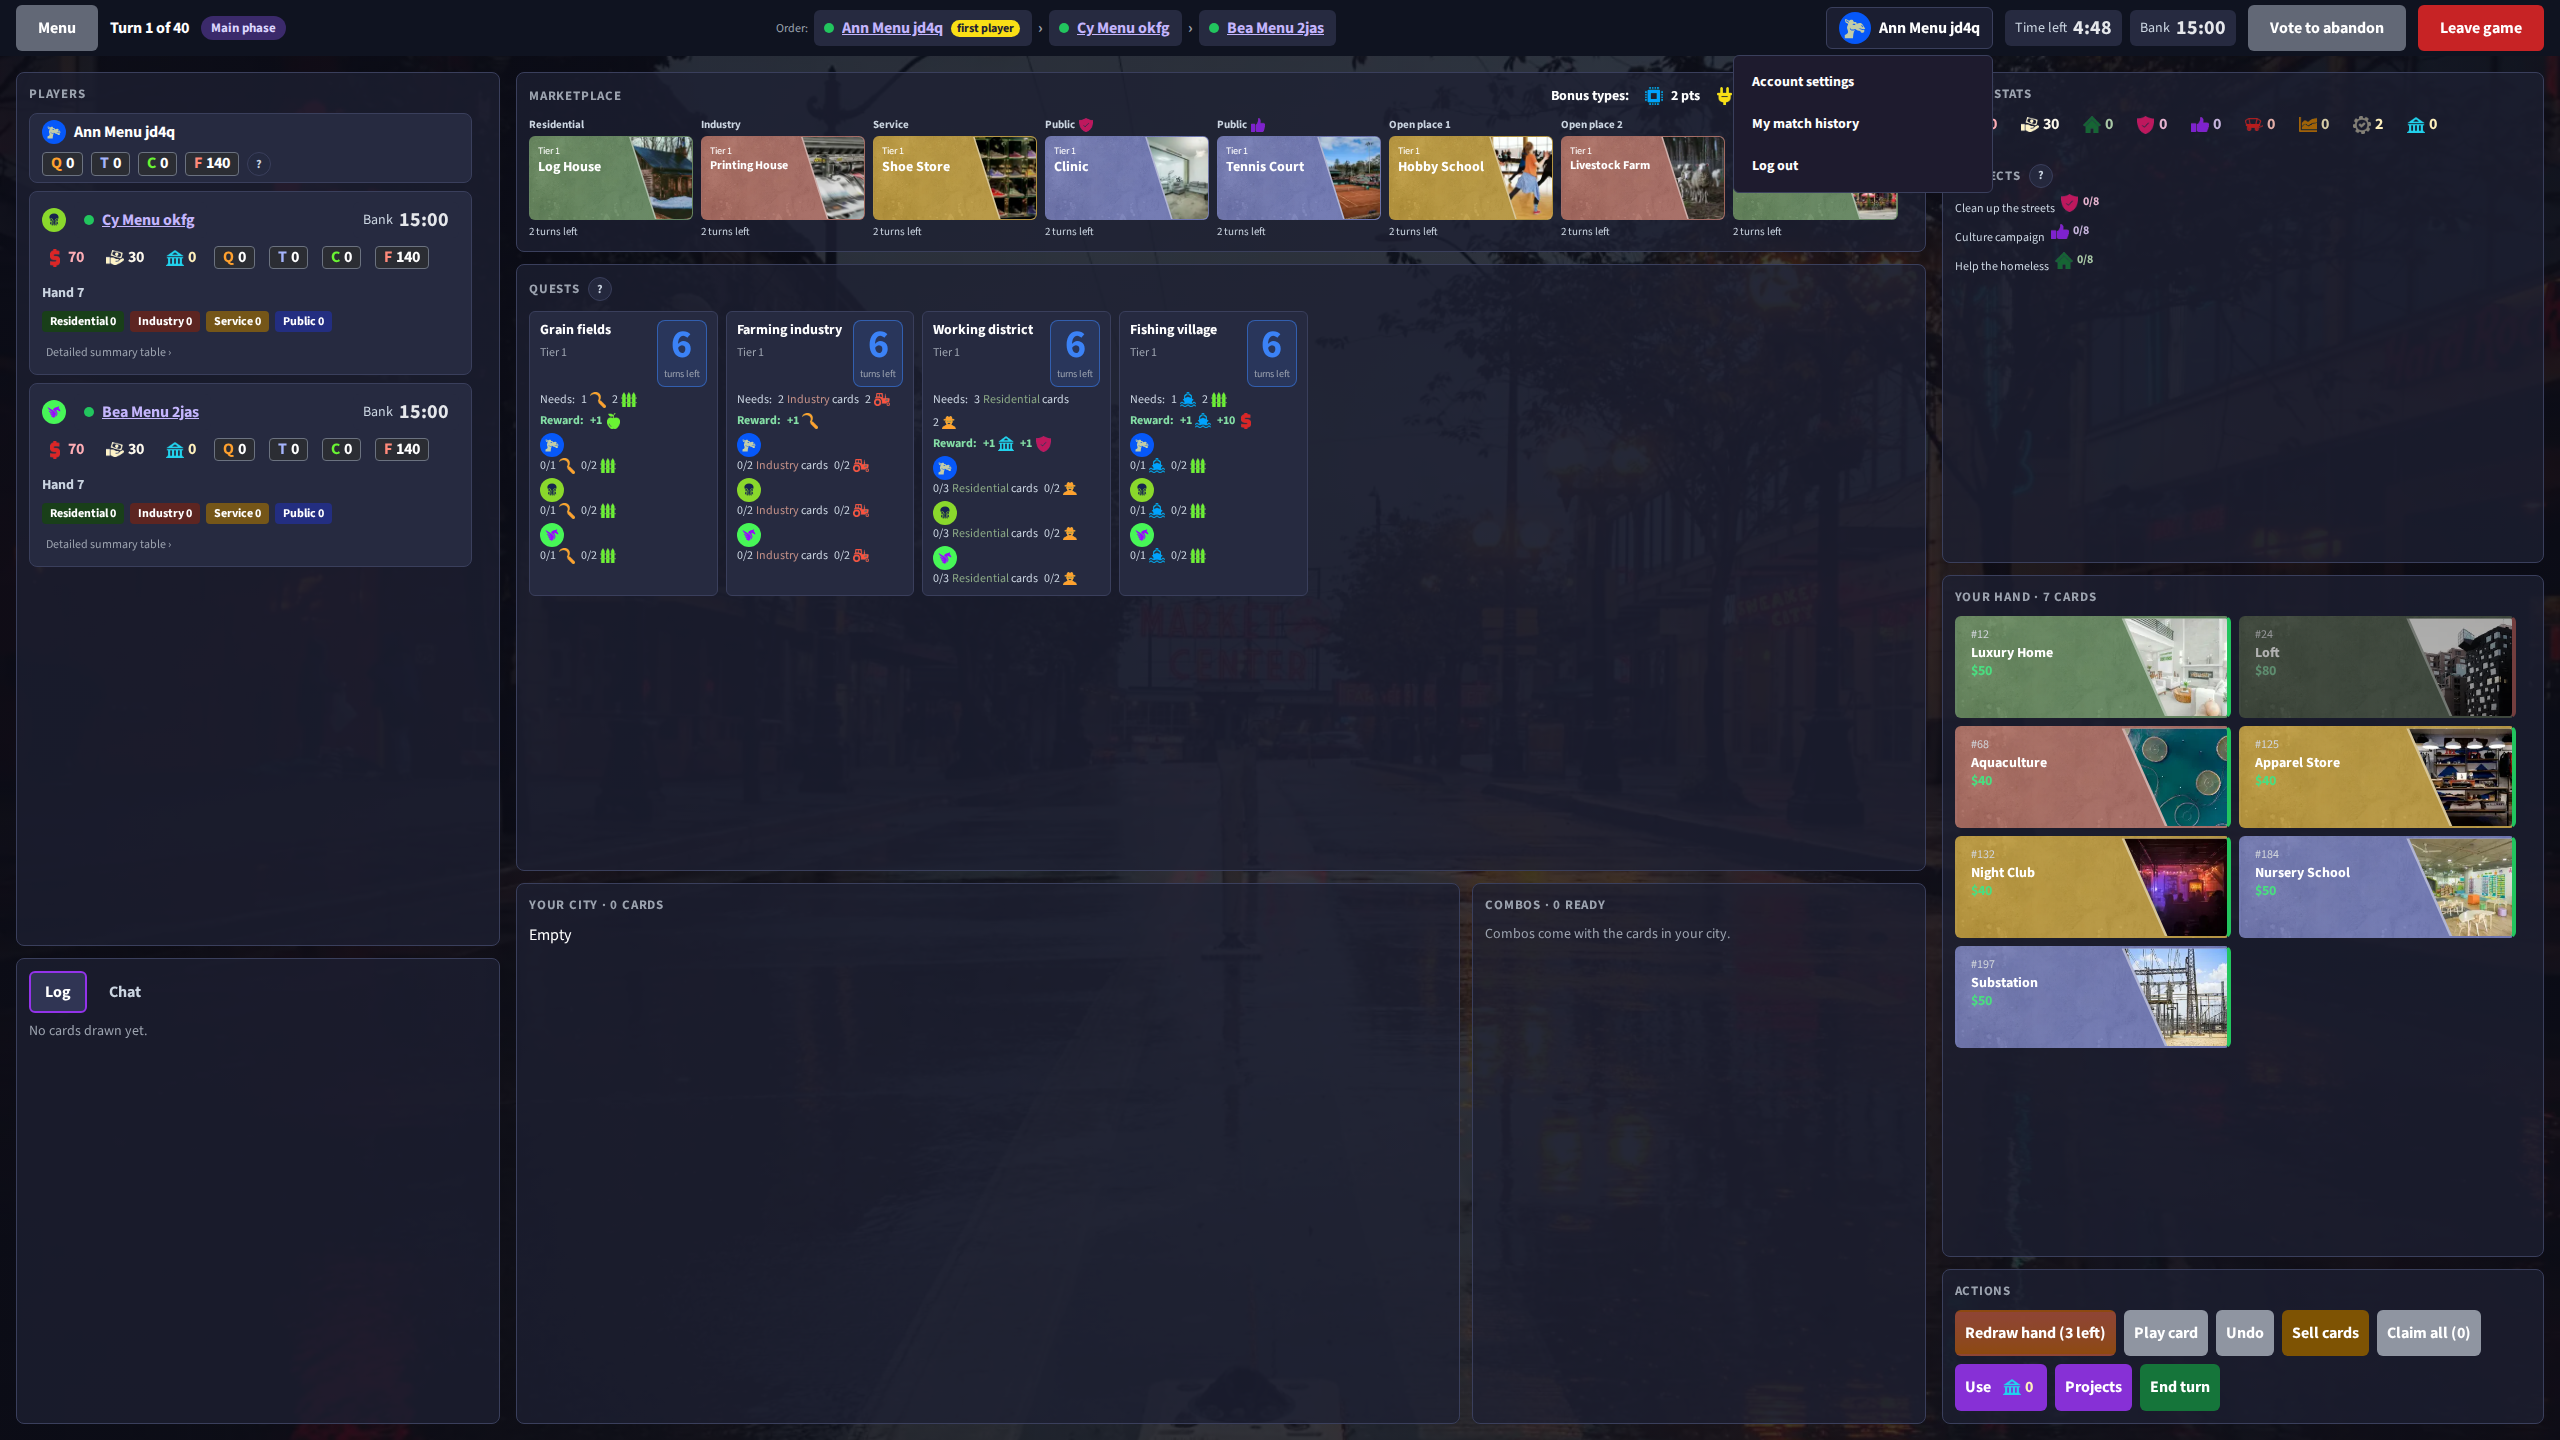 Menu
Turn 1 of 40
Main phase
Order:
Ann Menu jd4q first player
›
Cy Menu okfg
›
Bea Menu 2jas
Ann Menu jd4q
Time left 4:48
Bank 15:00
Vote to abandon
Leave game
Account settings
My match history
Log out
PLAYERS
Ann Menu jd4q
Q 0 T 0 C 0 F 140 ?
Cy Menu okfg
Bank 15:00
70 30 0 Q 0 T 0 C 0 F 140
Hand 7
Residential 0 Industry 0 Service 0 Public 0
Detailed summary table ›
Bea Menu 2jas
Bank 15:00
70 30 0 Q 0 T 0 C 0 F 140
Hand 7
Residential 0 Industry 0 Service 0 Public 0
Detailed summary table ›
Log
Chat
No cards drawn yet.
MARKETPLACE
Bonus types: 2 pts
Residential
Tier 1
Log House
2 turns left
Industry
Tier 1
Printing House
2 turns left
Service
Tier 1
Shoe Store
2 turns left
Public
Tier 1
Clinic
2 turns left
Public
Tier 1
Tennis Court
2 turns left
Open place 1
Tier 1
Hobby School
2 turns left
Open place 2
Tier 1
Livestock Farm
2 turns left
2 turns left
QUESTS ?
Grain fields
Tier 1
6
turns left
Needs: 1 2
Reward: +1
0/1 0/2
0/1 0/2
0/1 0/2
Farming industry
Tier 1
6
turns left
Needs: 2 Industry cards 2
Reward: +1
0/2 Industry cards 0/2
0/2 Industry cards 0/2
0/2 Industry cards 0/2
Working district
Tier 1
6
turns left
Needs: 3 Residential cards
2
Reward: +1 +1
0/3 Residential cards 0/2
0/3 Residential cards 0/2
0/3 Residential cards 0/2
Fishing village
Tier 1
6
turns left
Needs: 1 2
Reward: +1 +10
0/1 0/2
0/1 0/2
0/1 0/2
YOUR CITY · 0 CARDS
Empty
COMBOS · 0 READY
Combos come with the cards in your city.
STATS
30 0 0 0 0 0 2 0
?
Clean up the streets 0/8
Culture campaign 0/8
Help the homeless 0/8
YOUR HAND · 7 CARDS
#12
Luxury Home
$50
#24
Loft
$80
#68
Aquaculture
$40
#125
Apparel Store
$40
#132
Night Club
$40
#184
Nursery School
$50
#197
Substation
$50
ACTIONS
Redraw hand (3 left)
Play card
Undo
Sell cards
Claim all (0)
Use 0
Projects
End turn